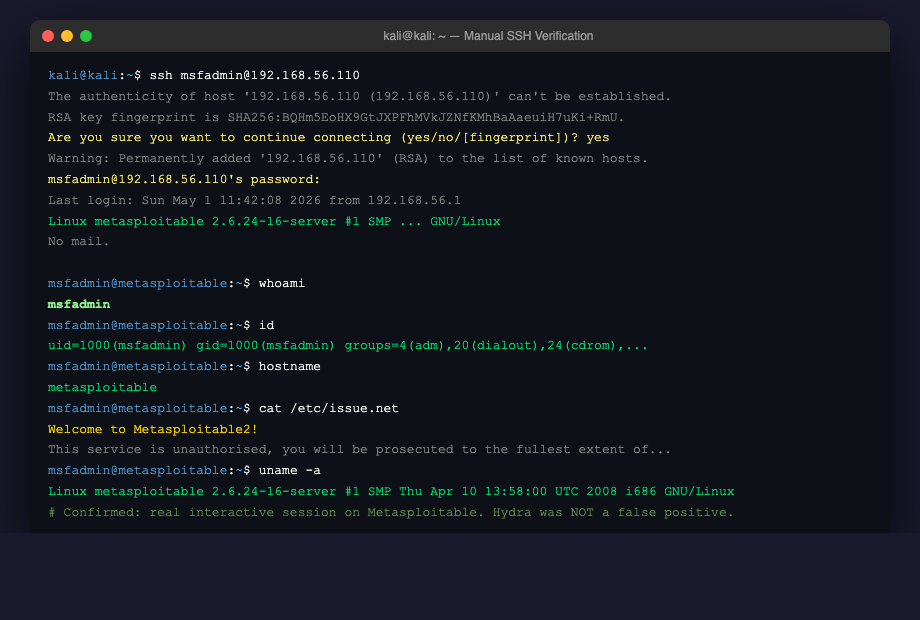 kali@kali: ~ — Manual SSH Verification
kali@kali:~$ ssh msfadmin@192.168.56.110
The authenticity of host '192.168.56.110 (192.168.56.110)' can't be established.
RSA key fingerprint is SHA256:BQHm5EoHX9GtJXPFhMVkJZNfKMhBaAaeuiH7uKi+RmU.
Are you sure you want to continue connecting (yes/no/[fingerprint])? yes
Warning: Permanently added '192.168.56.110' (RSA) to the list of known hosts.
msfadmin@192.168.56.110's password:
Last login: Sun May 1 11:42:08 2026 from 192.168.56.1
Linux metasploitable 2.6.24-16-server #1 SMP ... GNU/Linux
No mail.
msfadmin@metasploitable:~$ whoami
msfadmin
msfadmin@metasploitable:~$ id
uid=1000(msfadmin) gid=1000(msfadmin) groups=4(adm),20(dialout),24(cdrom),...
msfadmin@metasploitable:~$ hostname
metasploitable
msfadmin@metasploitable:~$ cat /etc/issue.net
Welcome to Metasploitable2!
This service is unauthorised, you will be prosecuted to the fullest extent of...
msfadmin@metasploitable:~$ uname -a
Linux metasploitable 2.6.24-16-server #1 SMP Thu Apr 10 13:58:00 UTC 2008 i686 GNU/Linux
# Confirmed: real interactive session on Metasploitable. Hydra was NOT a false positive.